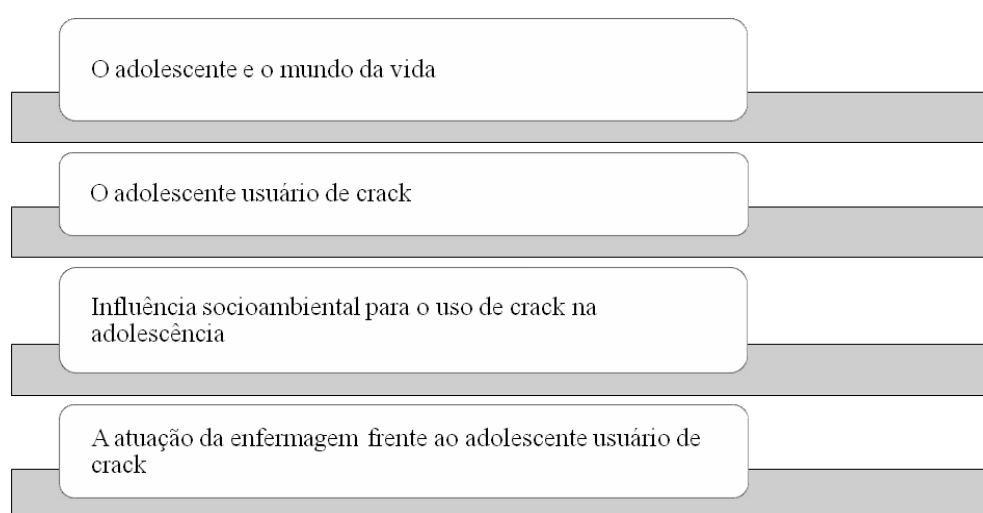 O adolescente e o mundo da vida
O adolescente usuário de crack
Influência socioambiental para o uso de crack na
adolescência
A atuação da enfermagem frente ao adolescente usuário de
crack